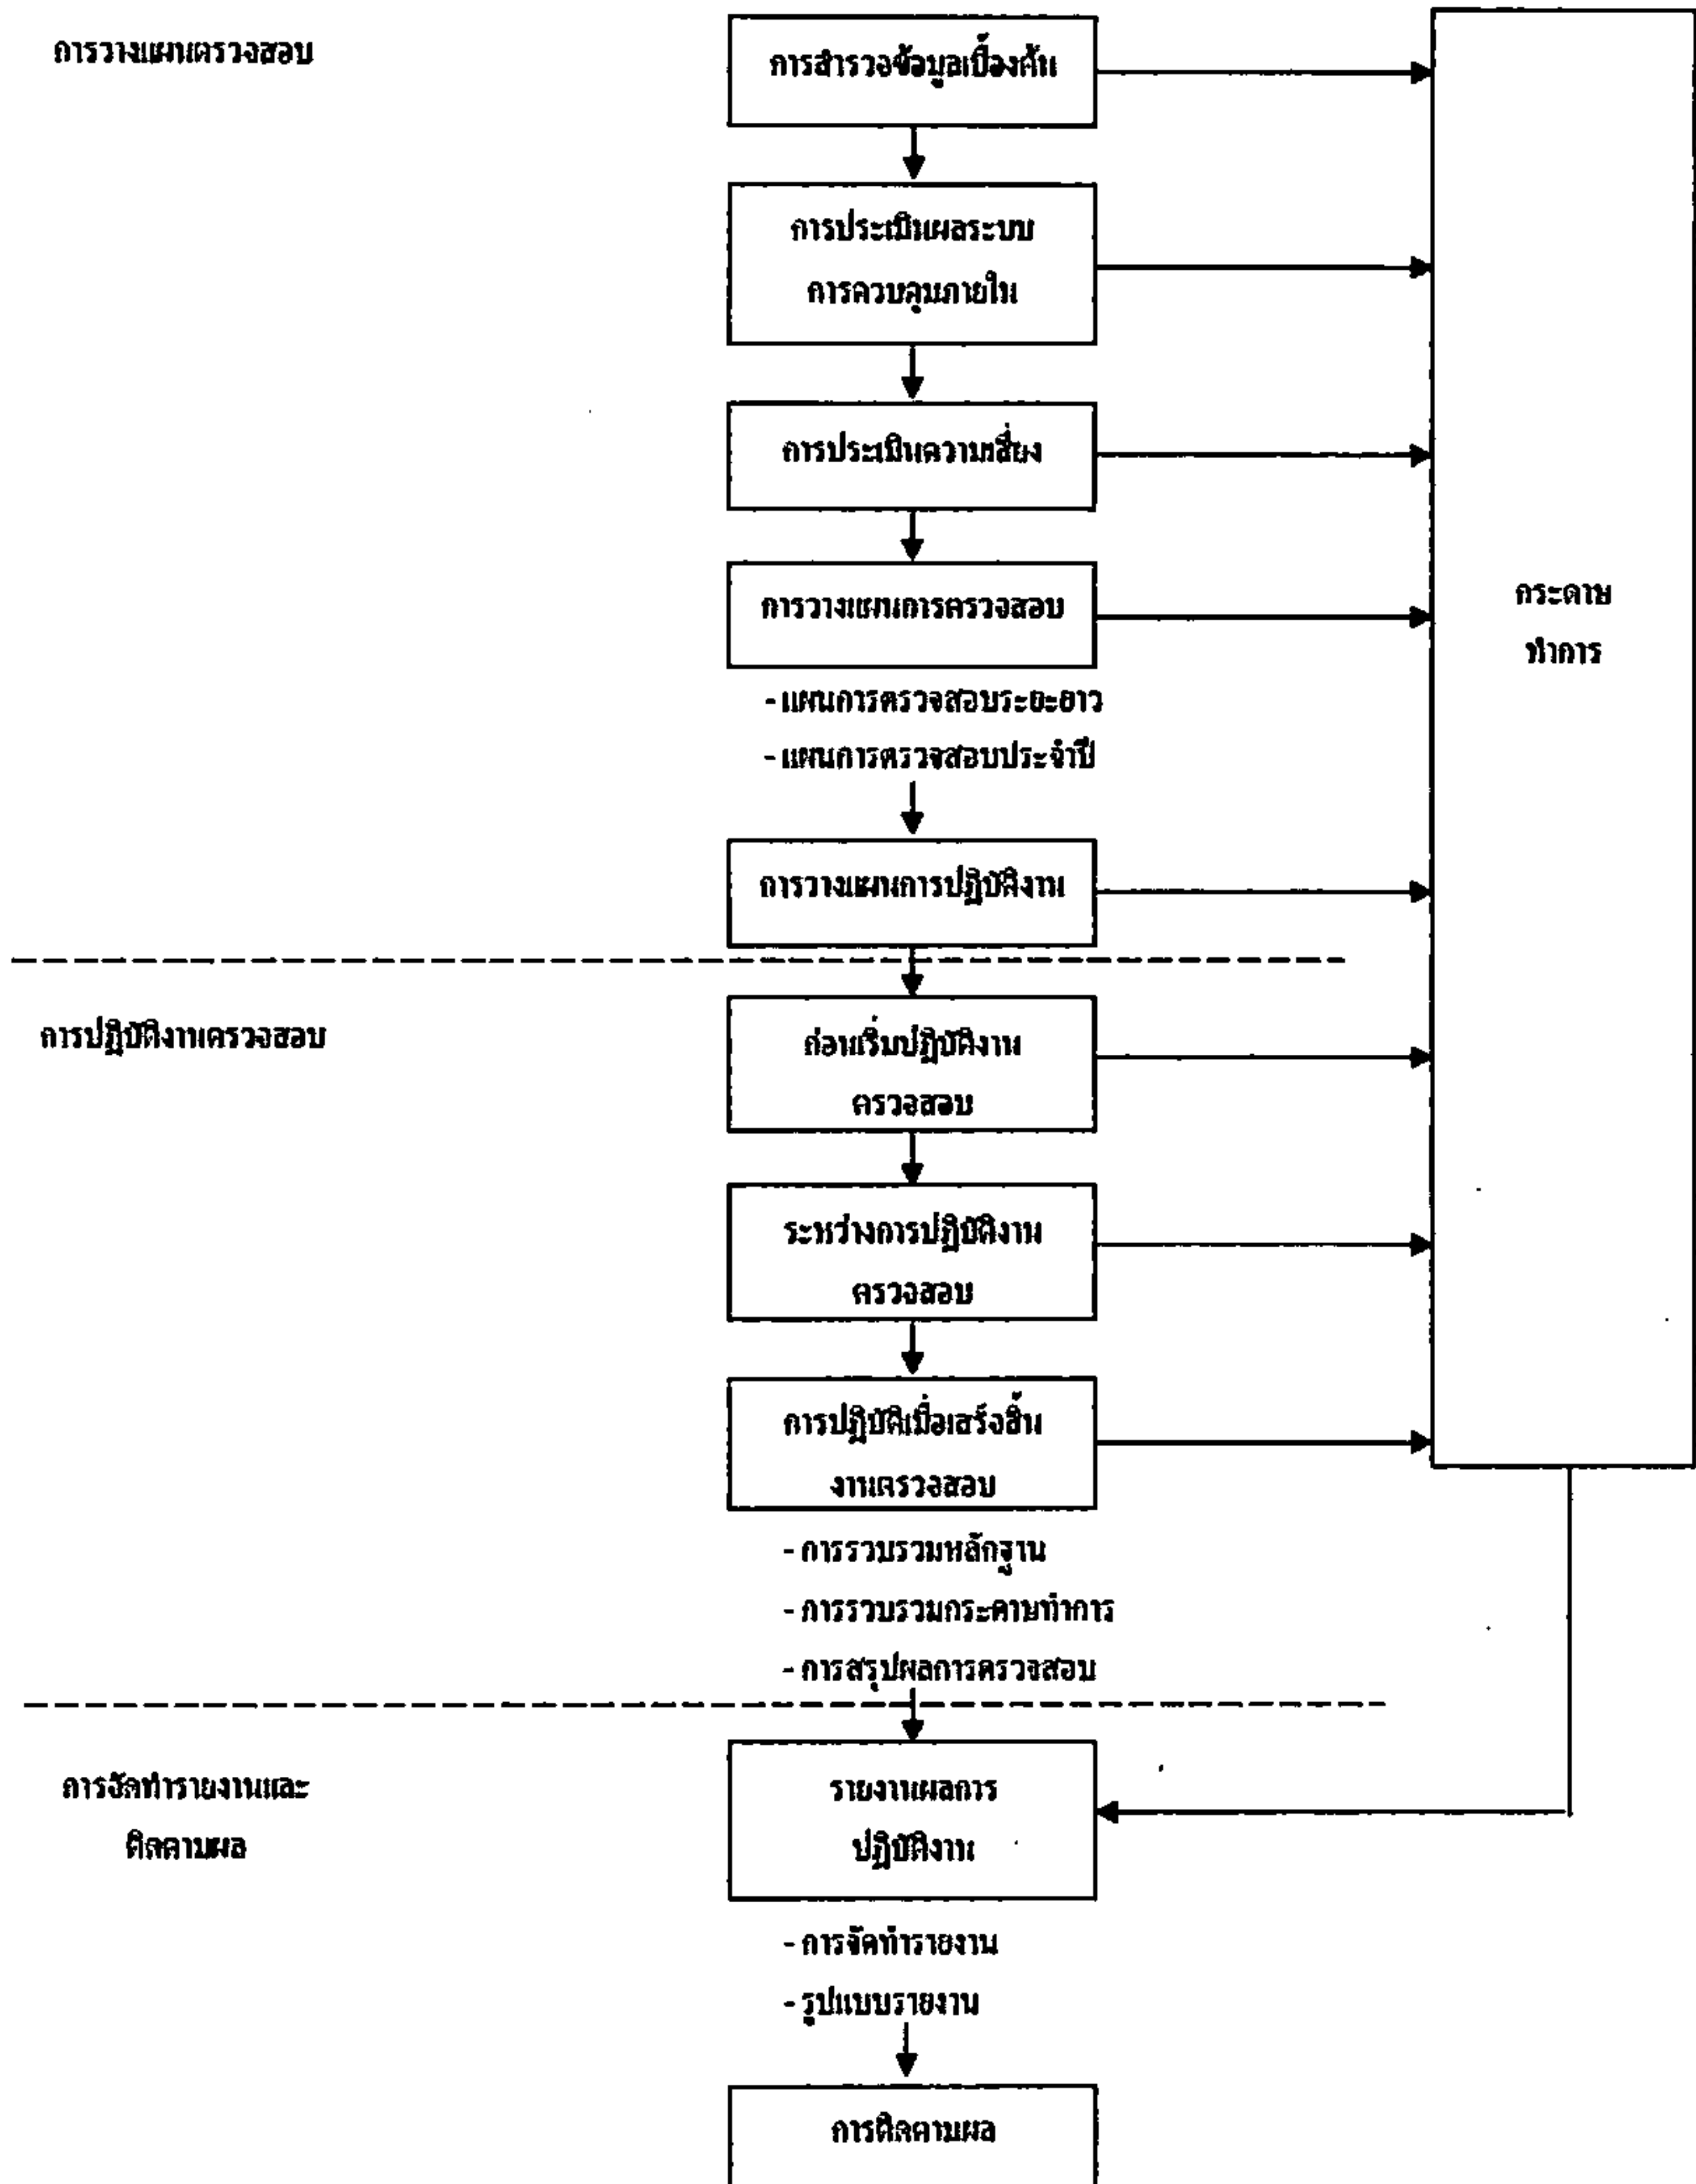 การวางแผนตรวจสอบ
การสำรวจข้อมูลเบื้องต้น
การประเมินผลระบบ
การควบคุมภายใน
การประเมินความเสี่ยง
การวางแผนการตรวจสอบ
- แผนการตรวจสอบระยะยาว
- แผนการตรวจสอบประจำปี
การวางแผนการปฏิบัติงาน
กระดาษ
ทำการ
การปฏิบัติงานตรวจสอบ
ก่อนเริ่มปฏิบัติงาน
ตรวจสอบ
ระหว่างการปฏิบัติงาน
ตรวจสอบ
การปฏิบัติเมื่อเสร็จสิ้น
งานตรวจสอบ
- การรวบรวมหลักฐาน
- การรวบรวมกระดาษทำการ
- การสรุปผลการตรวจสอบ
การจัดทำรายงานและ
ติดตามผล
รายงานผลการ
ปฏิบัติงาน
- การจัดทำรายงาน
- รูปแบบรายงาน
การติดตามผล